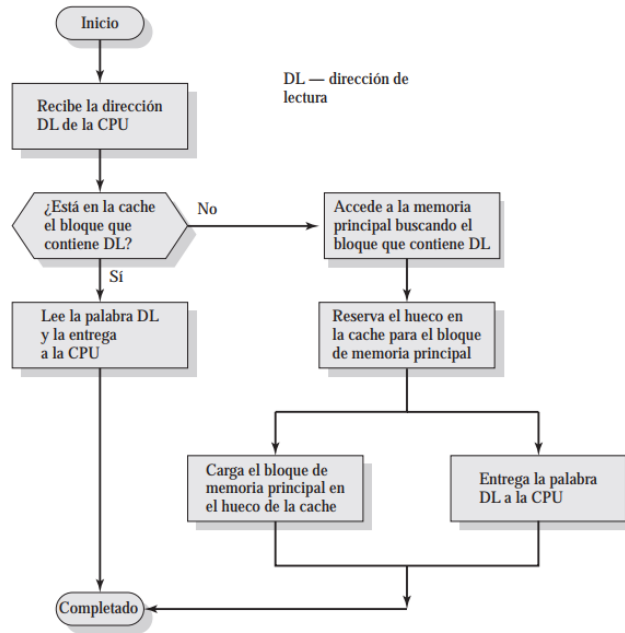 Inicio
DL — dirección de
lectura
Recibe la dirección
DL de la CPU
¿Está en la cache
el bloque que
contiene DL?
No
Accede a la memoria
principal buscando el
bloque que contiene DL
Sí
Lee la palabra DL
y la entrega
a la CPU
Reserva el hueco en
la cache para el bloque
de memoria principal
Carga el bloque de
memoria principal en
el hueco de la cache
Entrega la palabra
DL a la CPU
Completado